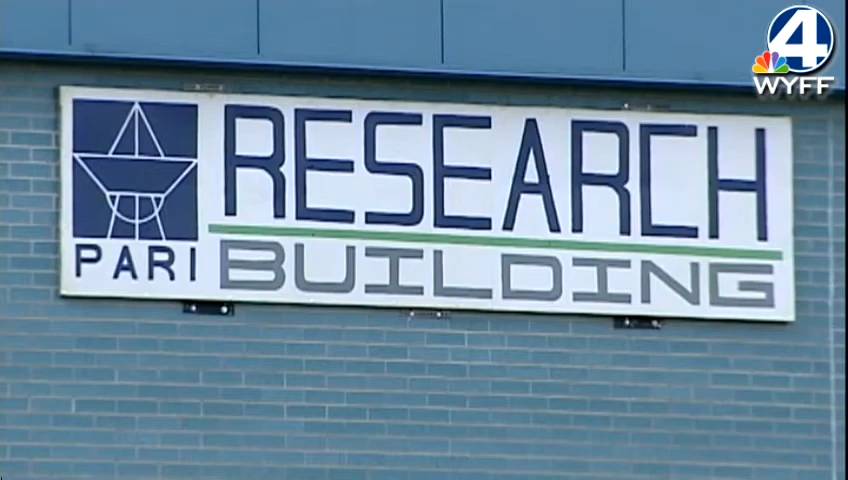 4
WYFF
RESEARCH
PARI
BUILDING